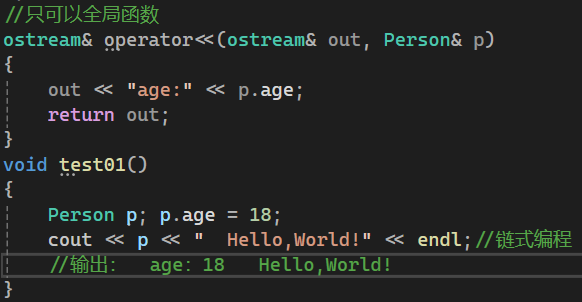 //只可以全局函数
ostream& operator<<(ostream& out, Person& p)
{
    out << "age:" << p.age;
    return out;
}
void test01()
{
    Person p; p.age = 18;
    cout << p << "  Hello,World!" << endl;//链式编程
    //输出：  age：18   Hello,World!
}